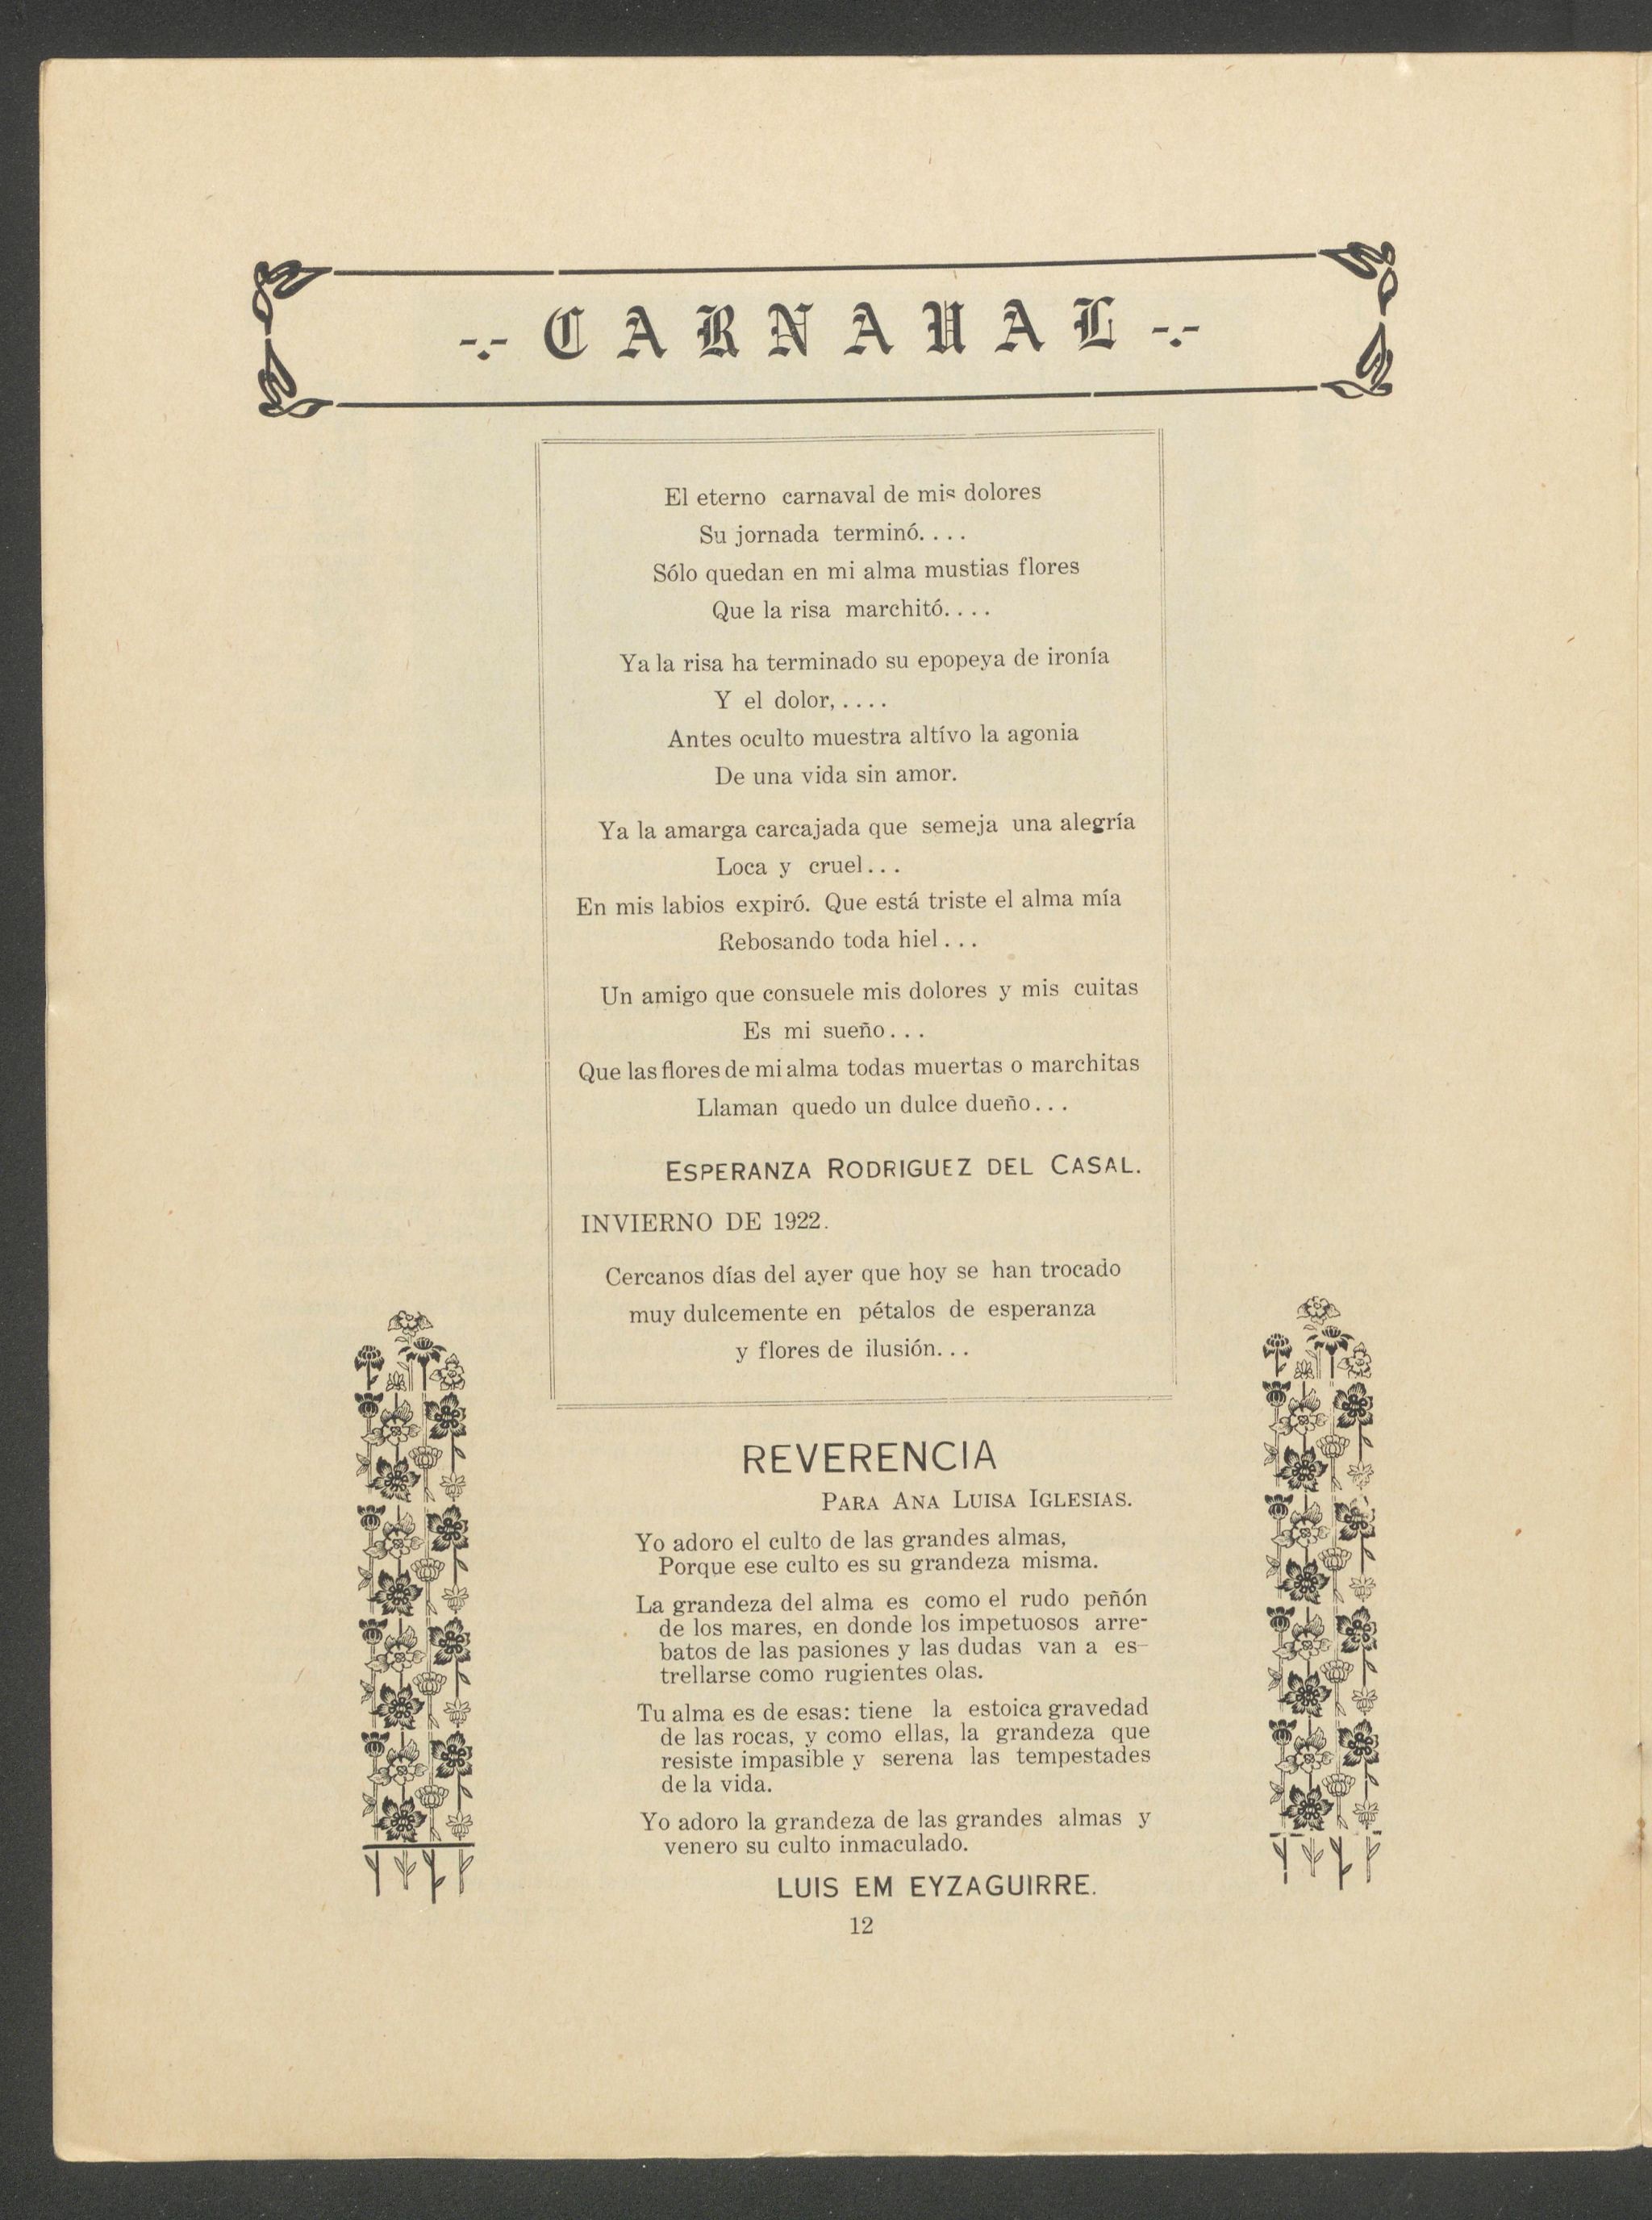 -.- CARNAVAL -.-
El eterno carnaval de mis dolores
Su jornada terminó....
Sólo quedan en mi alma mustias flores
Que la risa marchitó....
Ya la risa ha terminado su epopeya de ironía
Y el dolor,....
Antes oculto muestra altívo la agonia
De una vida sin amor.
Ya la amarga carcajada que semeja una alegría
Loca y cruel...
En mis labios expiró. Que está triste el alma mía
Rebosando toda hiel...
Un amigo que consuele mis dolores y mis cuitas
Es mi sueño...
Que las flores de mi alma todas muertas o marchitas
Llaman quedo un dulce dueño...
ESPERANZA RODRIGUEZ DEL CASAL.
INVIERNO DE 1922.
Cercanos días del ayer que hoy se han trocado
muy dulcemente en pétalos de esperanza
y flores de ilusión...
REVERENCIA
PARA ANA LUISA IGLESIAS.
Yo adoro el culto de las grandes almas,
Porque ese culto es su grandeza misma.
La grandeza del alma es como el rudo peñón
de los mares, en donde los impetuosos arre-
batos de las pasiones y las dudas van a es-
trellarse como rugientes olas.
Tu alma es de esas: tiene la estoica gravedad
de las rocas, y como ellas, la grandeza que
resiste impasible y serena las tempestades
de la vida.
Yo adoro la grandeza de las grandes almas y
venero su culto inmaculado.
LUIS EM EYZAGUIRRE.
12